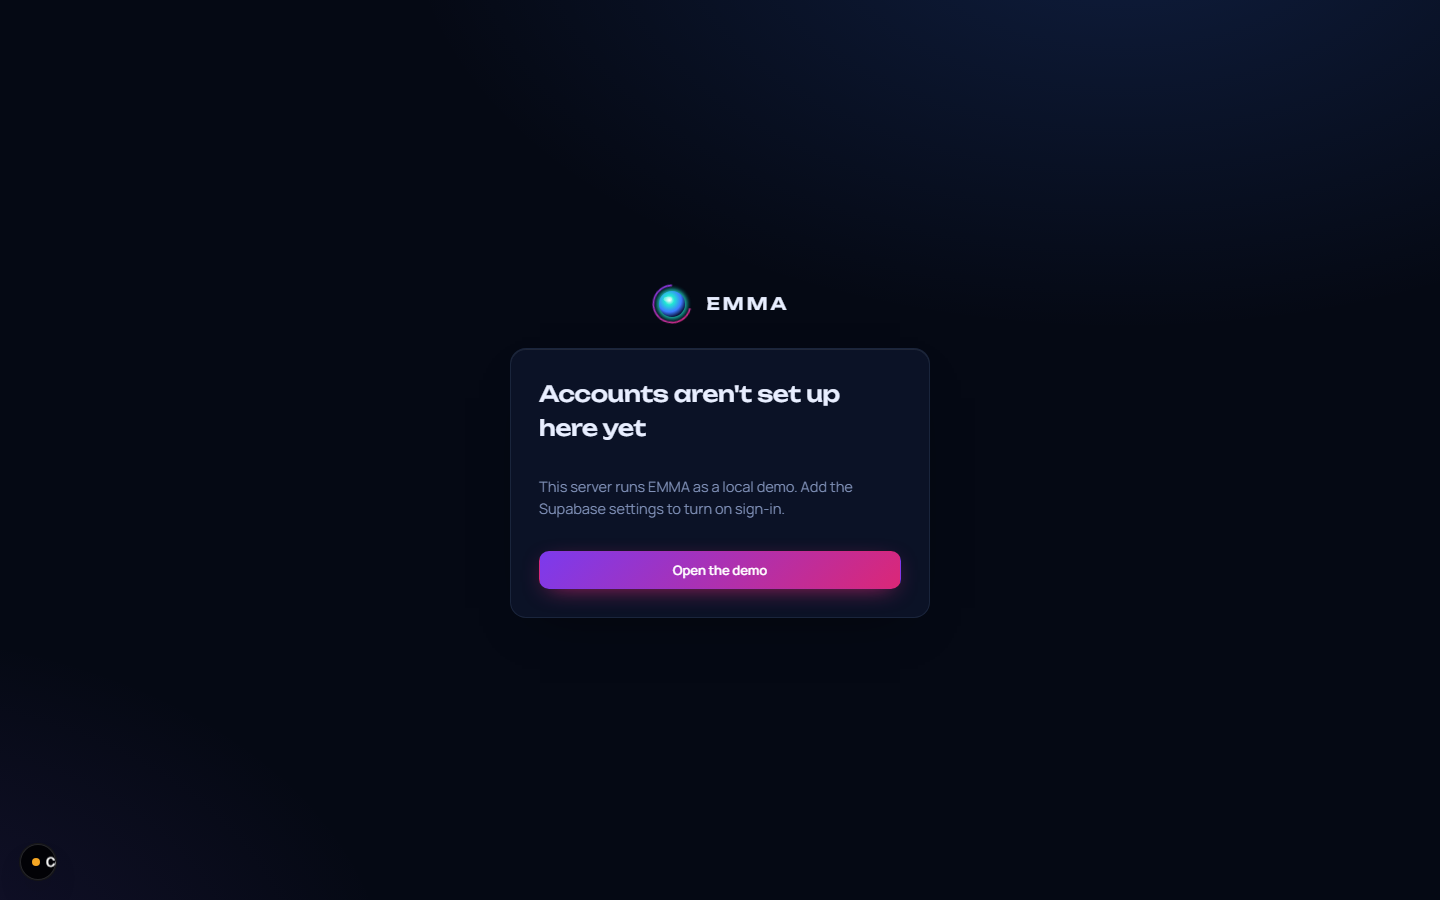 EMMA
Accounts aren't set up
here yet
This server runs EMMA as a local demo. Add the
Supabase settings to turn on sign-in.
Open the demo